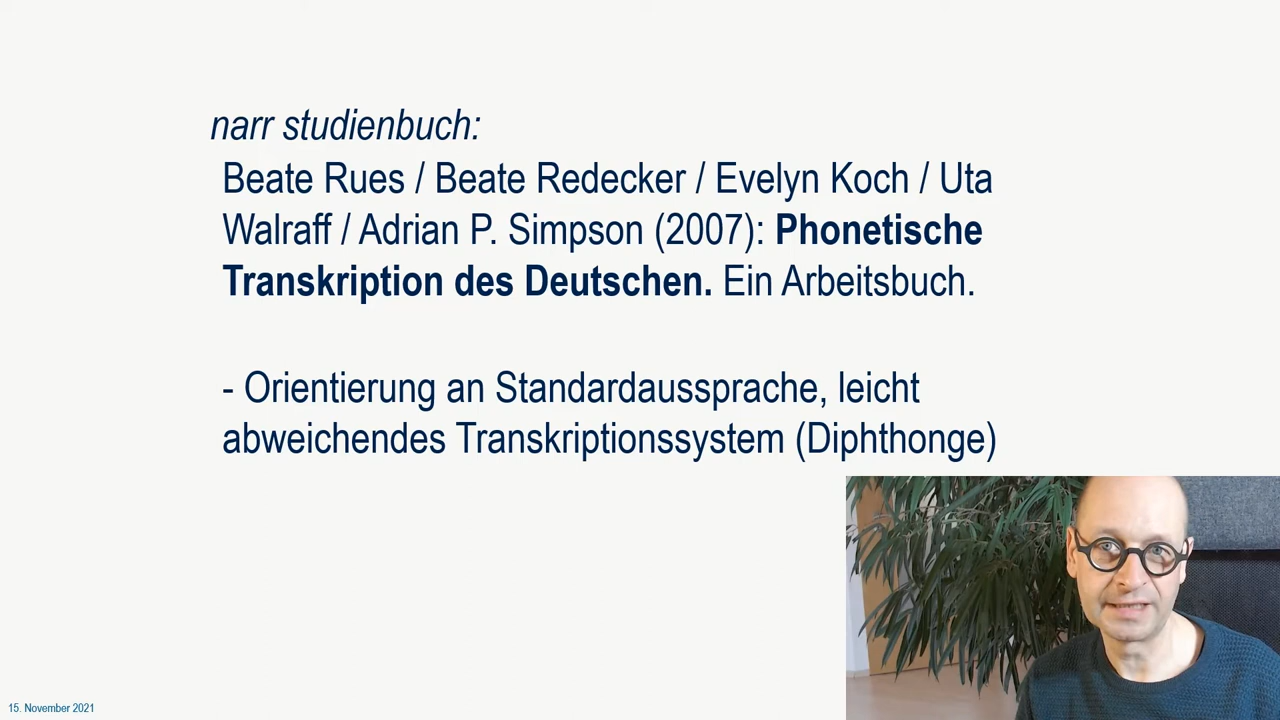 narr studienbuch:
Beate Rues / Beate Redecker / Evelyn Koch / Uta
Walraff / Adrian P. Simpson (2007): Phonetische
Transkription des Deutschen. Ein Arbeitsbuch.
- Orientierung an Standardaussprache, leicht
abweichendes Transkriptionssystem (Diphthonge)
15. November 2021